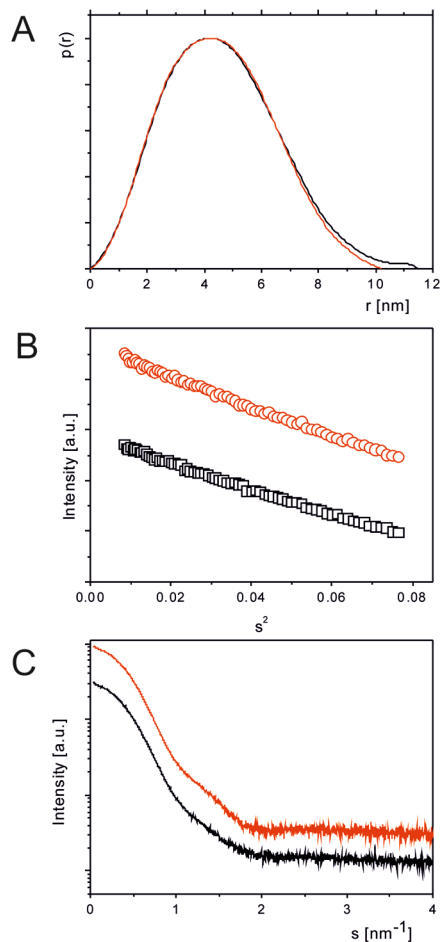 A
p(r)
0
2
4
6
8
10
12
r [nm]
B
Intensity [a.u.]
0.00
0.02
0.04
0.06
0.08
s²
C
Intensity [a.u.]
0
1
2
3
4
s [nm⁻¹]